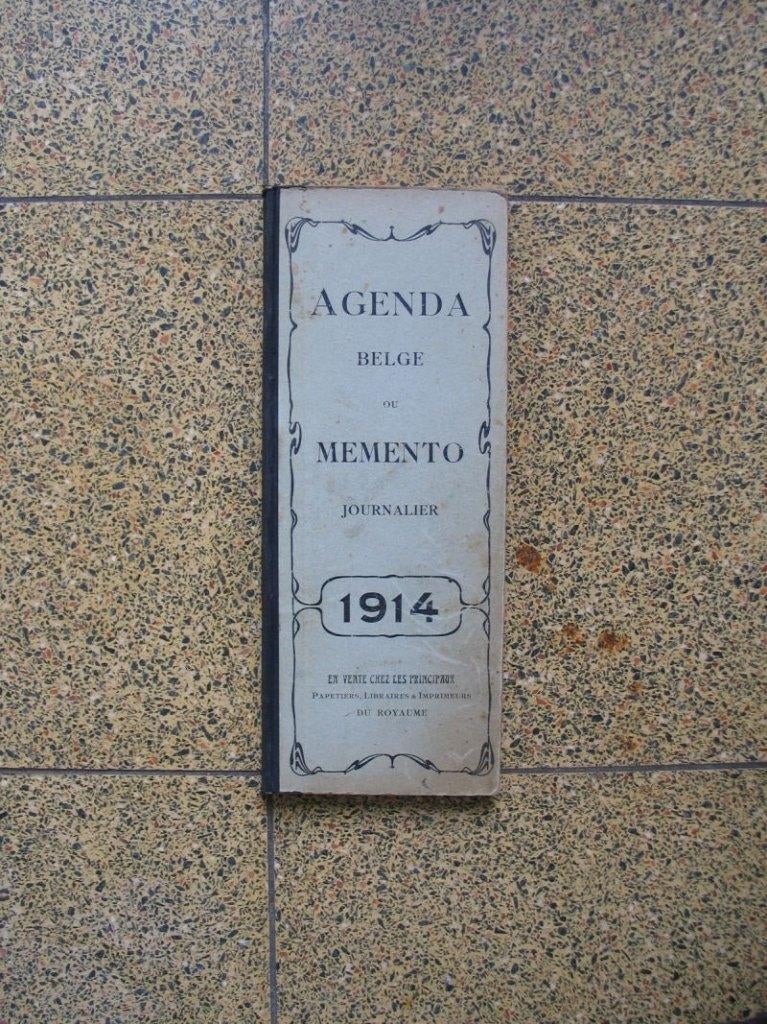 AGENDA
BELGE
OU
MEMENTO
JOURNALIER
1914
EN VENTE CHEZ LES PRINCIPAUX
PAPETIERS, LIBRAIRES & IMPRIMEURS
DU ROYAUME